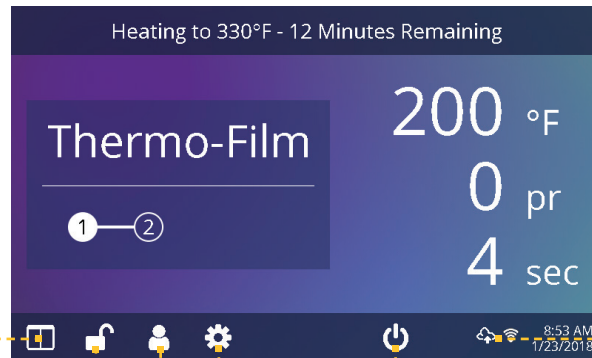 Heating to 330°F - 12 Minutes Remaining
Thermo-Film
200 °F
0 pr
1 2
4 sec
8:53 AM
1/23/2018